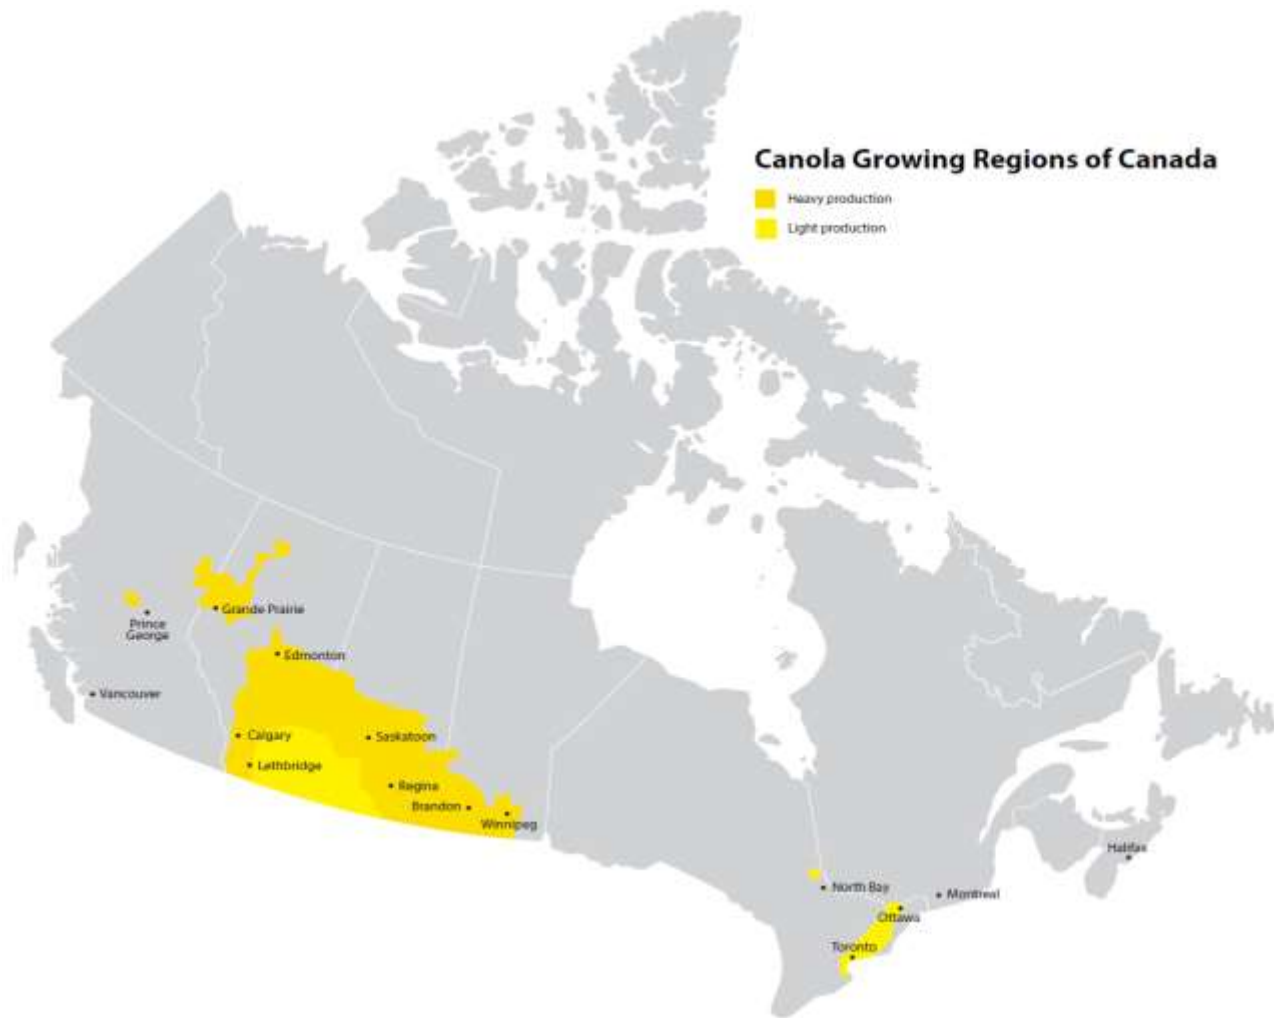 Canola Growing Regions of Canada
Heavy production
Light production
Grande Prairie
Prince
George
Edmonton
Vancouver
Calgary
Saskatoon
Lethbridge
Regina
Brandon
Winnipeg
Halifax
North Bay
Montreal
Ottawa
Toronto